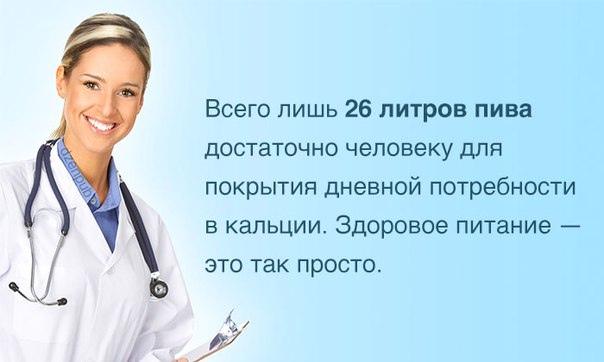 Всего лишь 26 литров пива
достаточно человеку для
покрытия дневной потребности
в кальции. Здоровое питание —
это так просто.